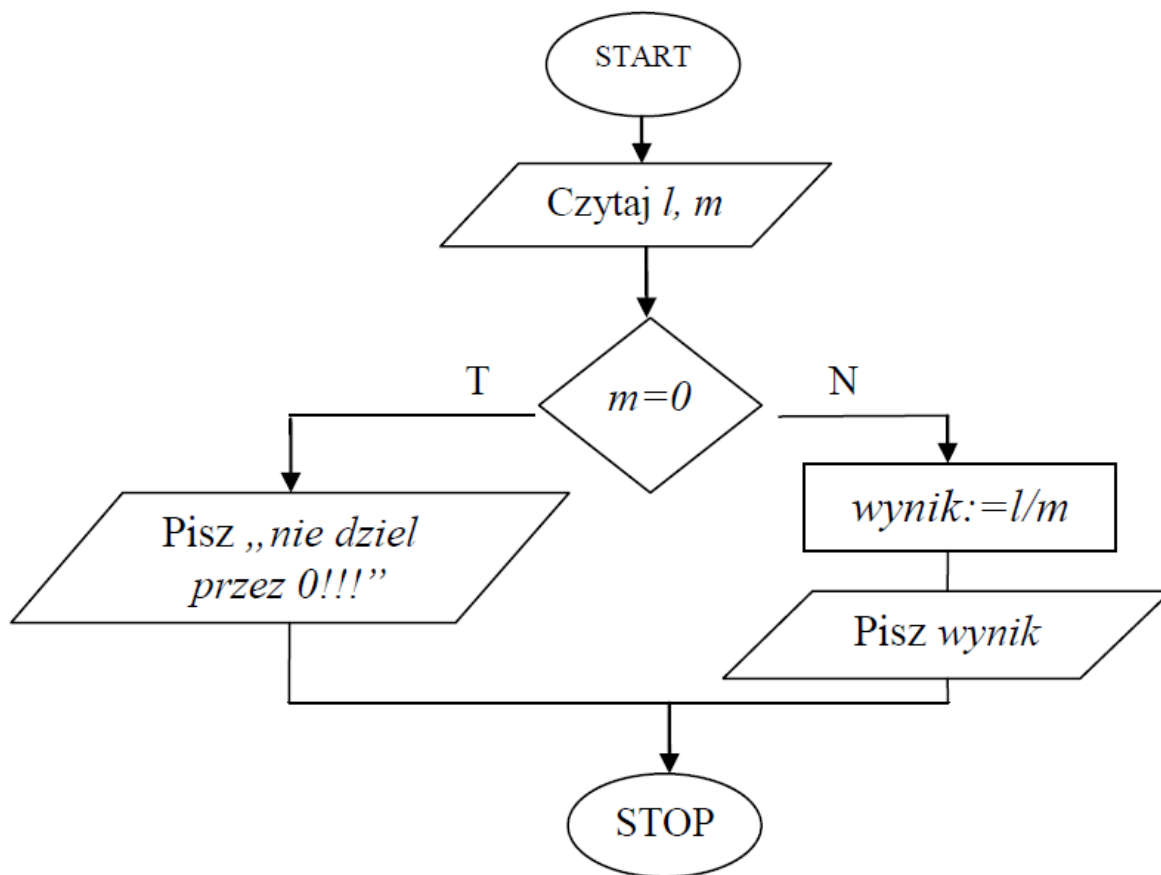 START
Czytaj l, m
T
m=0
N
Pisz „nie dziel
przez 0!!!”
wynik:=l/m
Pisz wynik
STOP